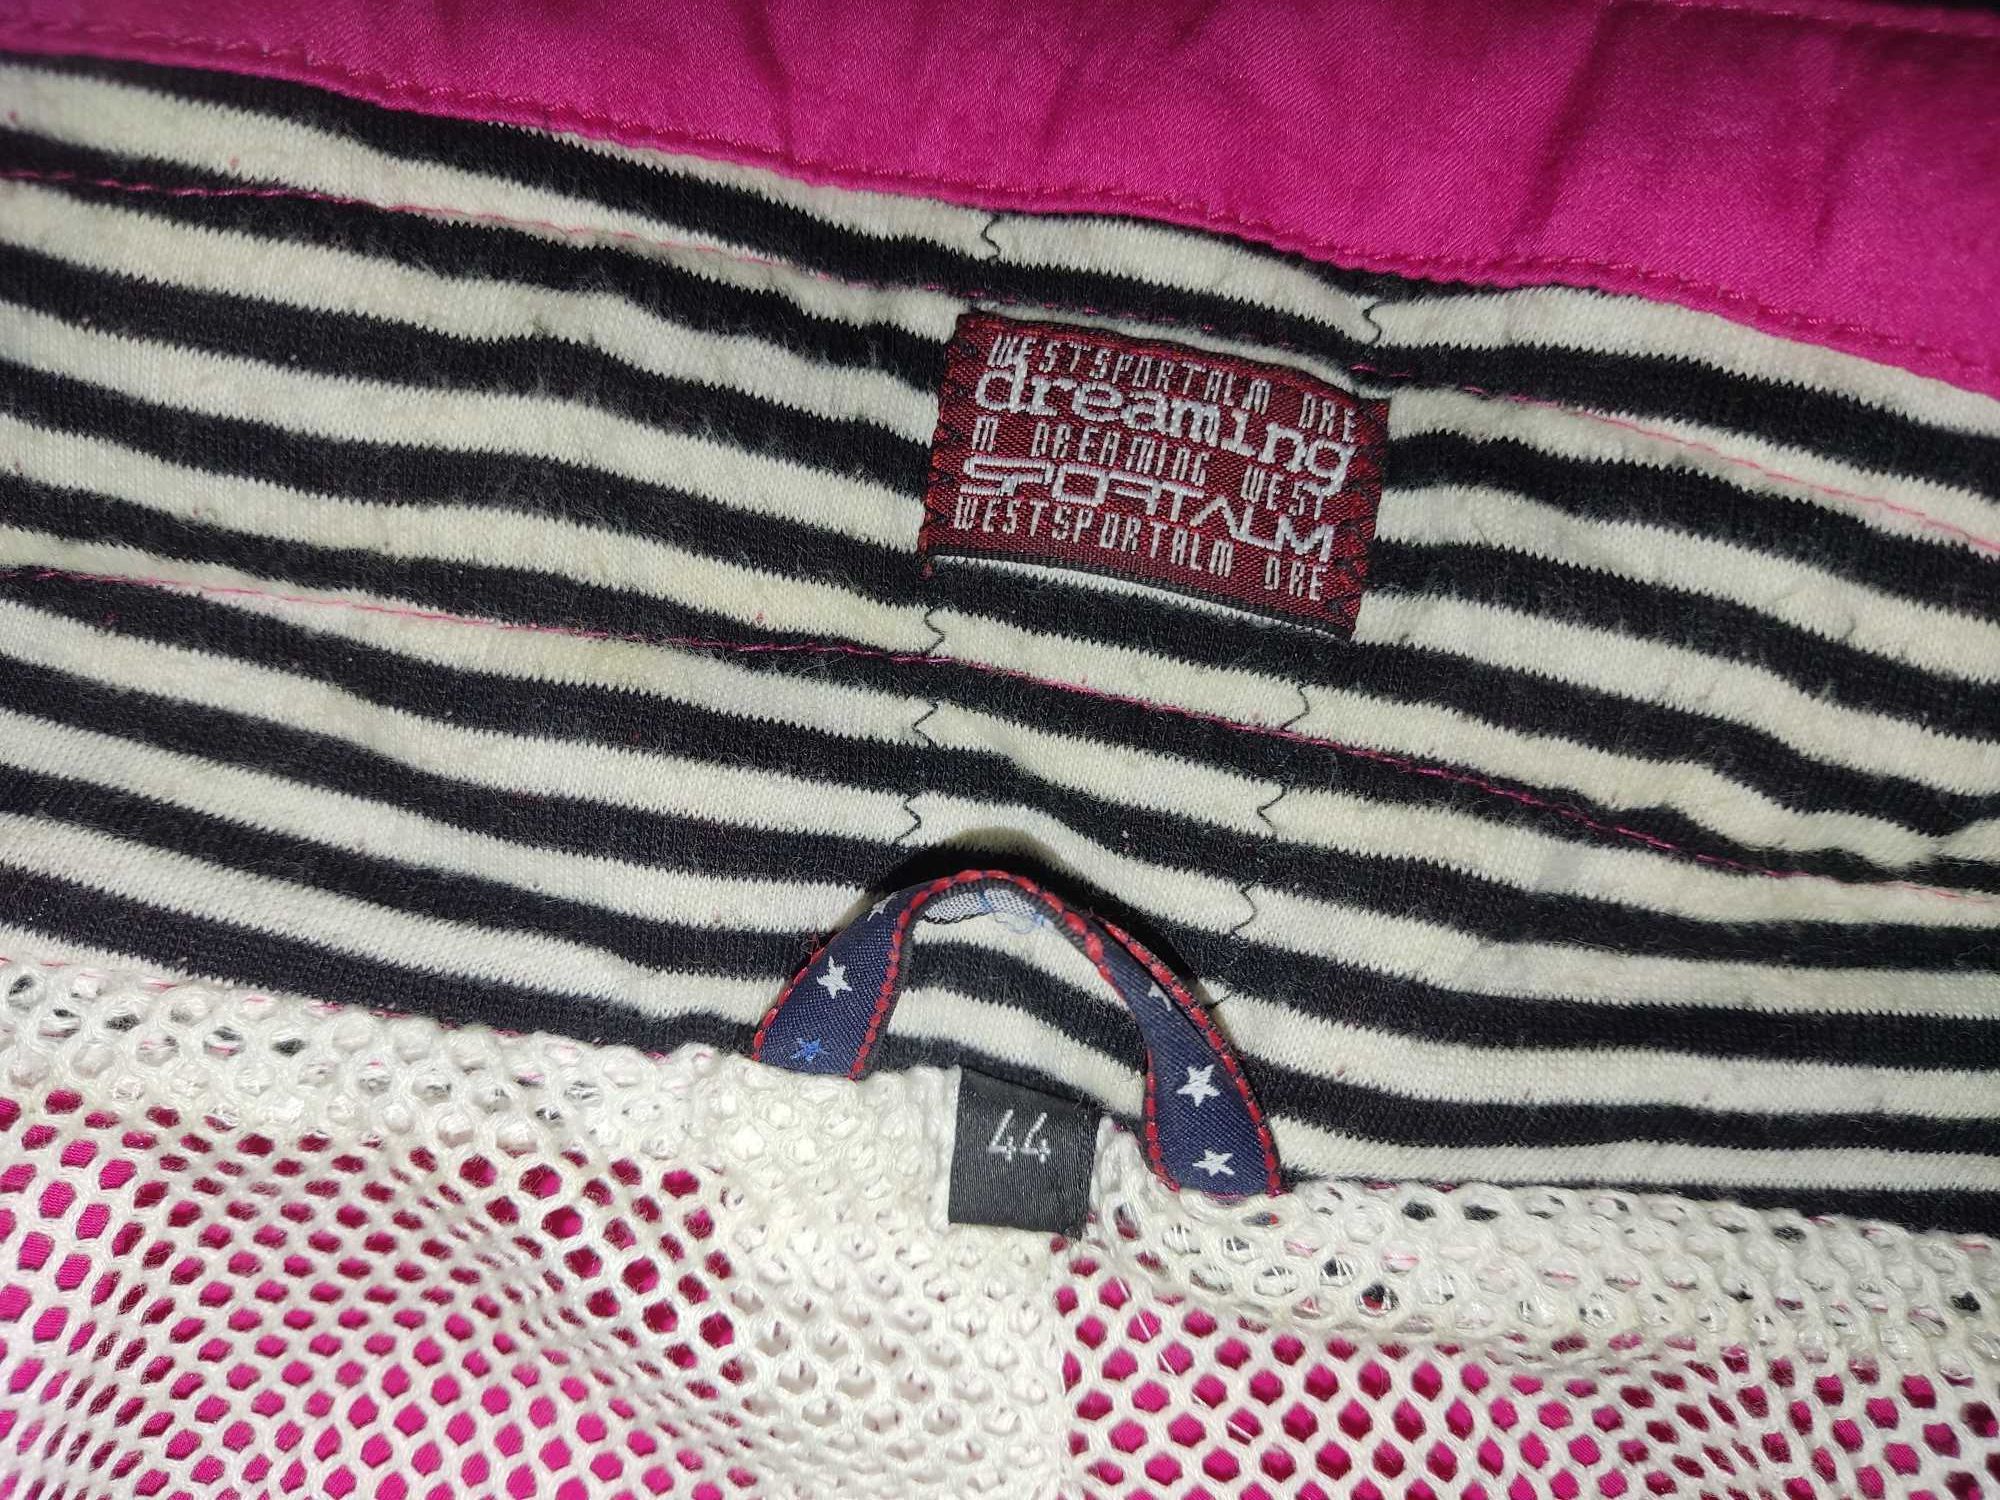 WESTSPORTALM DRE
dreaming
M DREAMING WEST
SPORTALM
WESTSPORTALM DRE
44